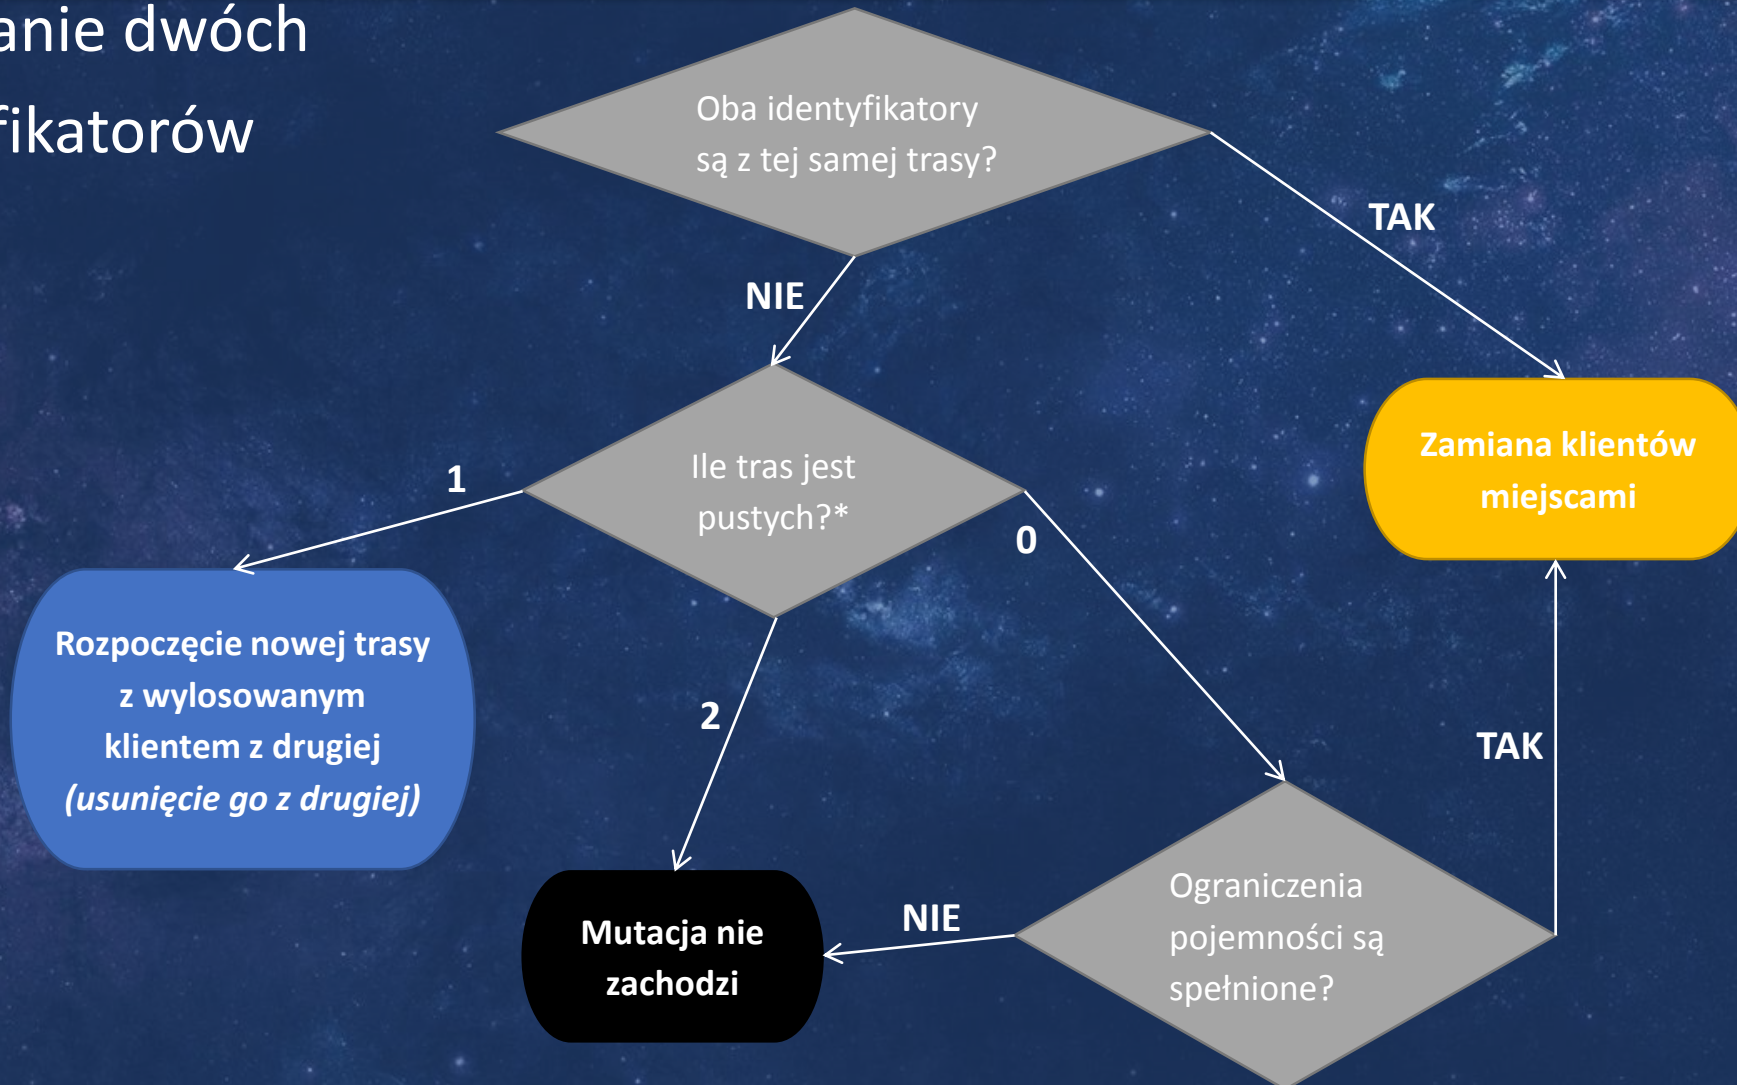 anie dwóch
fikatorów
Oba identyfikatory
są z tej samej trasy?
TAK
NIE
Ile tras jest
pustych?*
1
0
2
Zamiana klientów
miejscami
Rozpoczęcie nowej trasy
z wylosowanym
klientem z drugiej
(usunięcie go z drugiej)
TAK
Mutacja nie
zachodzi
NIE
Ograniczenia
pojemności są
spełnione?